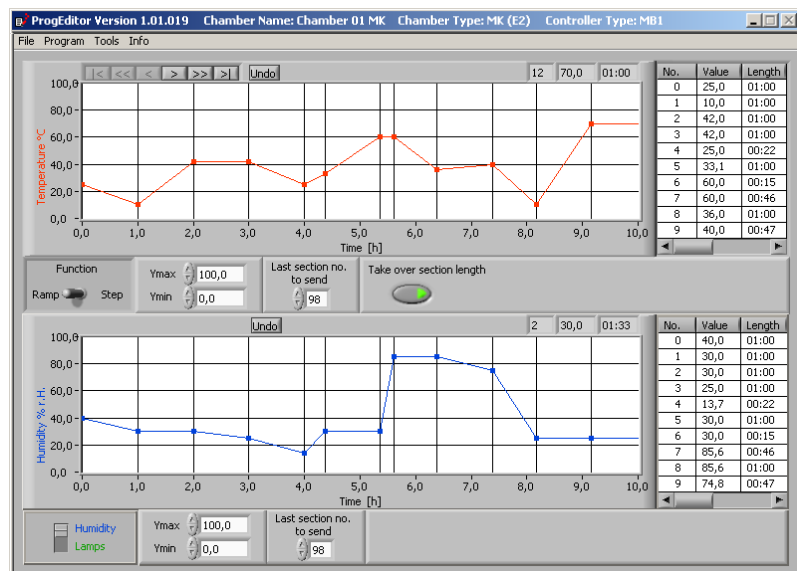 ProgEditor Version 1.01.019 Chamber Name: Chamber 01 MK Chamber Type: MK (E2) Controller Type: MB1
File Program Tools Info
|< << < > >> >| Undo 12 70,0 01:00
100,0
80,0
60,0
40,0
20,0
0,0
Temperature °C
0,0 1,0 2,0 3,0 4,0 5,0 6,0 7,0 8,0 9,0 10,0
Time [h]
No. Value Length
0 25,0 01:00
1 10,0 01:00
2 42,0 01:00
3 42,0 01:00
4 25,0 00:22
5 33,1 01:00
6 60,0 00:15
7 60,0 00:46
8 36,0 01:00
9 40,0 00:47
Function
Ramp Step
Ymax 100,0
Ymin 0,0
Last section no.
to send
98
Take over section length
Undo 2 30,0 01:33
100,0
80,0
60,0
40,0
20,0
0,0
Humidity % r.H.
0,0 1,0 2,0 3,0 4,0 5,0 6,0 7,0 8,0 9,0 10,0
Time [h]
No. Value Length
0 40,0 01:00
1 30,0 01:00
2 30,0 01:00
3 25,0 01:00
4 13,7 00:22
5 30,0 01:00
6 30,0 00:15
7 85,6 00:46
8 85,6 01:00
9 74,8 00:47
Humidity
Lamps
Ymax 100,0
Ymin 0,0
Last section no.
to send
98